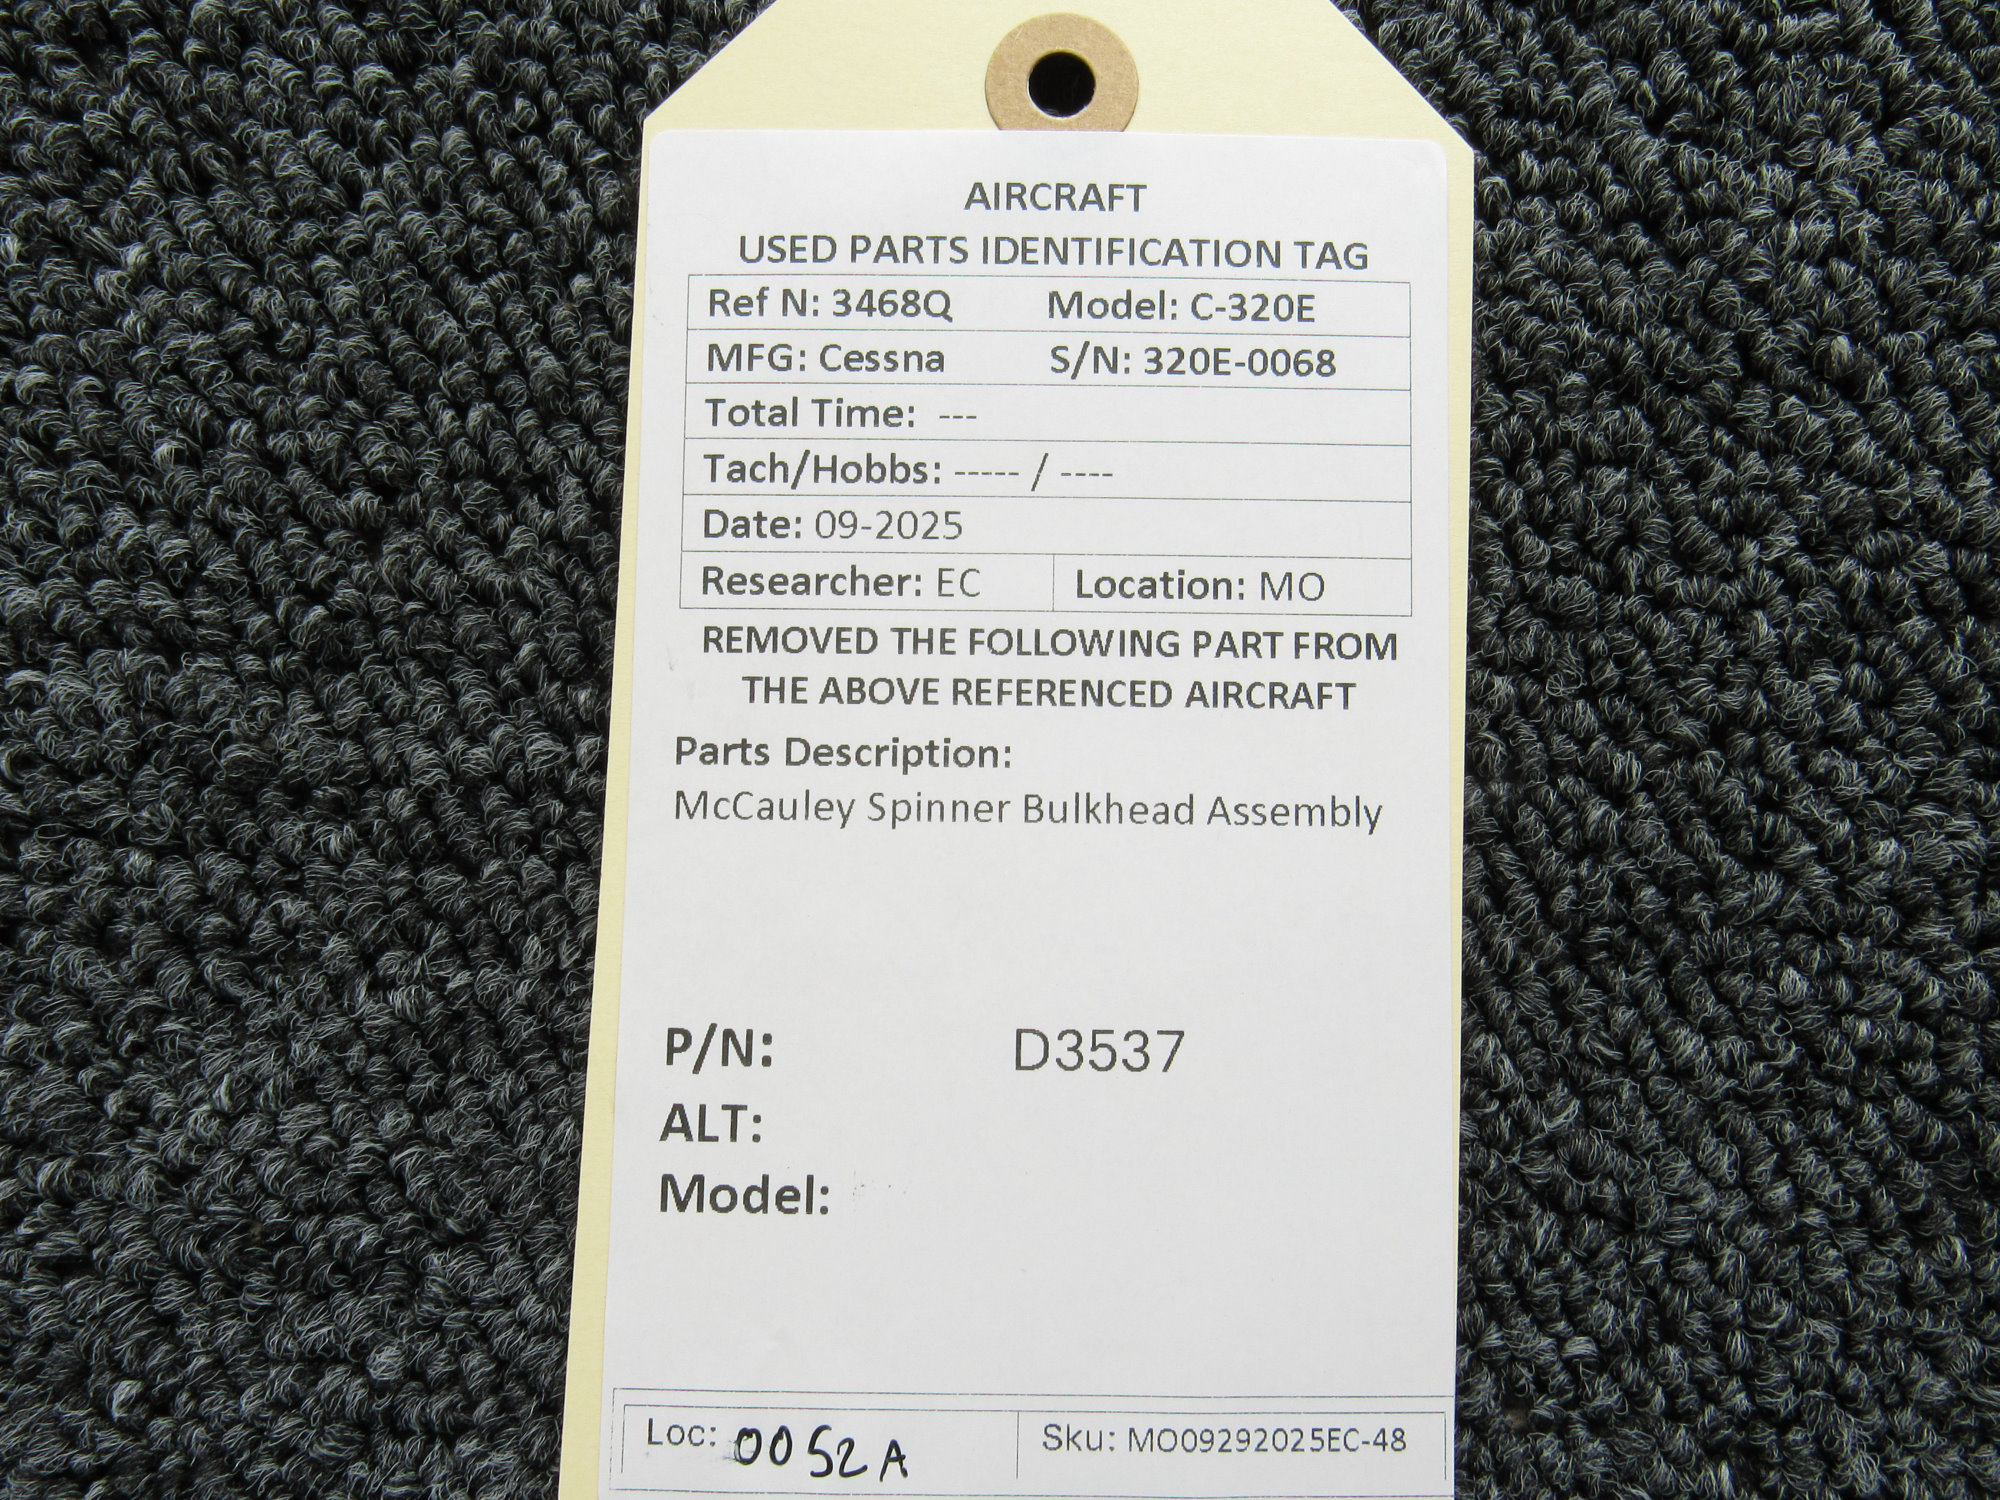 AIRCRAFT
USED PARTS IDENTIFICATION TAG
Ref N: 3468Q Model: C-320E
MFG: Cessna S/N: 320E-0068
Total Time: ---
Tach/Hobbs: ----- / ----
Date: 09-2025
Researcher: EC Location: MO
REMOVED THE FOLLOWING PART FROM
THE ABOVE REFERENCED AIRCRAFT
Parts Description:
McCauley Spinner Bulkhead Assembly
P/N: D3537
ALT:
Model:
Loc: 0052A Sku: MO09292025EC-48